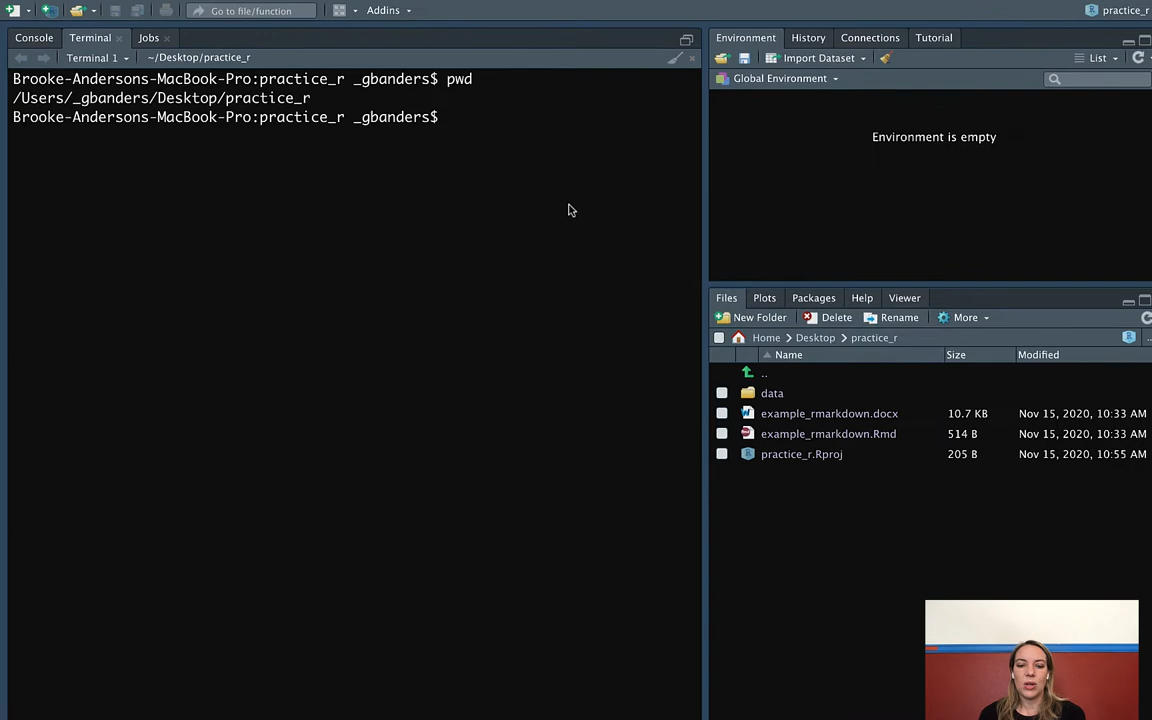 Go to file/function
Addins
practice_r
Console
Terminal
Jobs
Terminal 1
~/Desktop/practice_r
Brooke-Andersons-MacBook-Pro:practice_r _gbanders$ pwd
/Users/_gbanders/Desktop/practice_r
Brooke-Andersons-MacBook-Pro:practice_r _gbanders$
Environment
History
Connections
Tutorial
Import Dataset
List
Global Environment
Environment is empty
Files
Plots
Packages
Help
Viewer
New Folder
Delete
Rename
More
Home
Desktop
practice_r
Name
Size
Modified
..
data
example_rmarkdown.docx 10.7 KB Nov 15, 2020, 10:33 AM
example_rmarkdown.Rmd 514 B Nov 15, 2020, 10:33 AM
practice_r.Rproj 205 B Nov 15, 2020, 10:55 AM